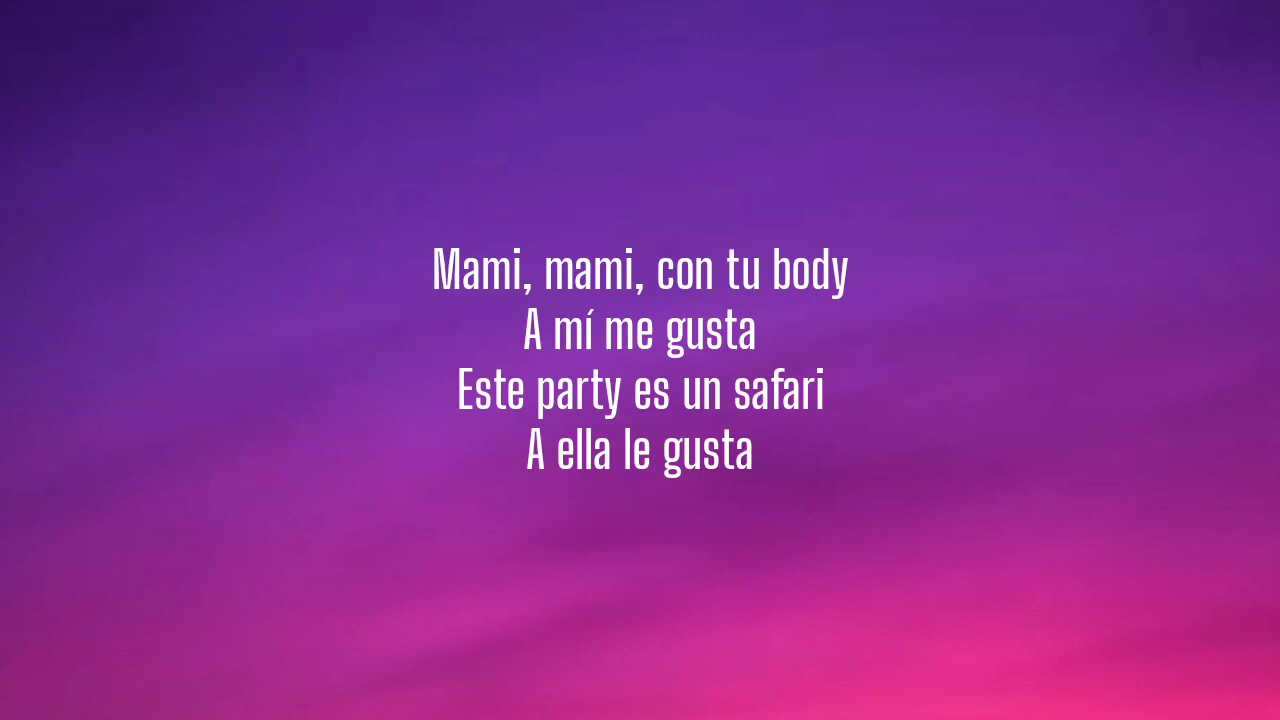 Mami, mami, con tu body
A mí me gusta
Este party es un safari
A ella le gusta